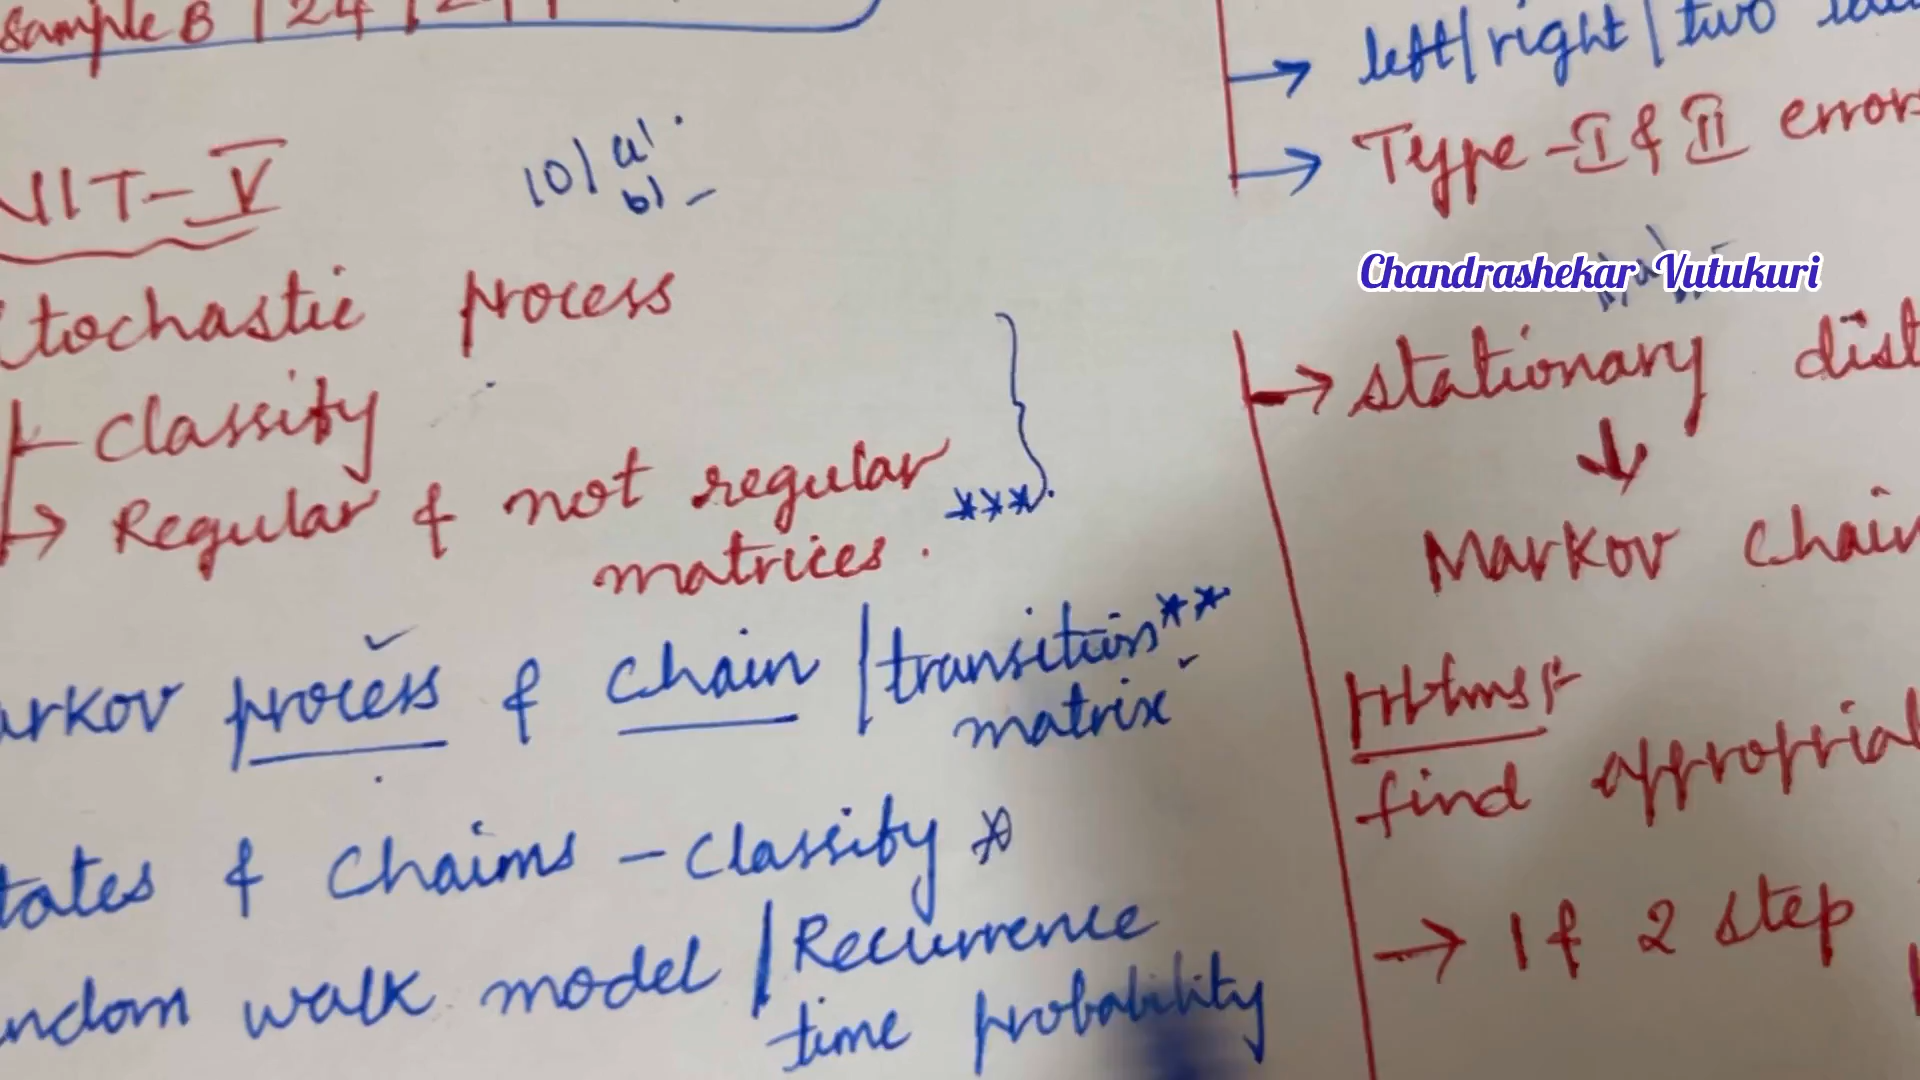 Sample B | 24 | 24 |
NIT-V
10) a)
b) -
tochastic process
classify
→ Regular & not regular
matrices. ***
arkov process & chain | transition **
matrix
tates & chains - classify *
ndom walk model | Recurrence
time probability
→ left/right/two
→ Type-I & II error
Chandrashekar Vutukuri
→ stationary dist
↓
Markov chain
find appropriat
→ 1 & 2 step